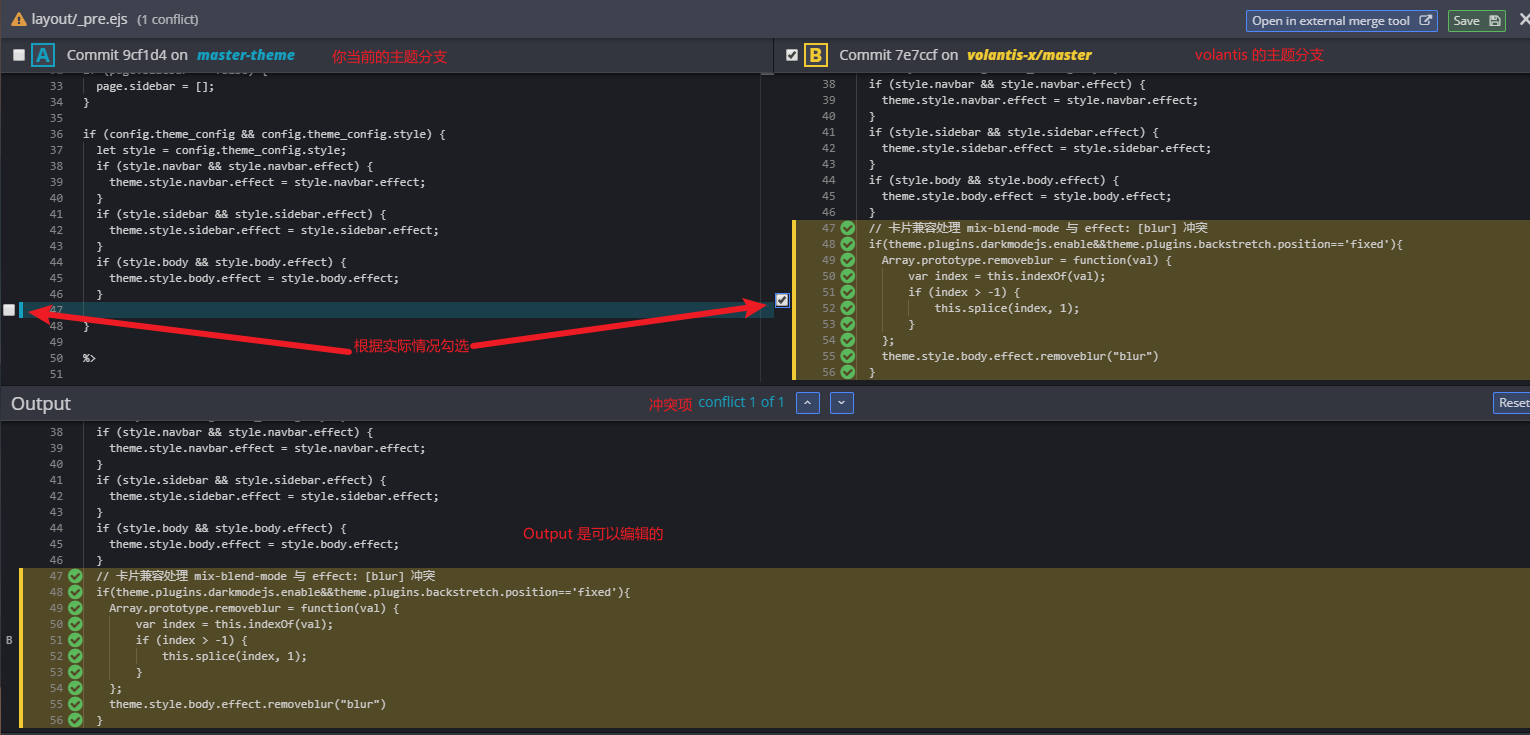 layout/_pre.ejs (1 conflict)
Open in external merge tool
Save
A Commit 9cf1d4 on master-theme 你当前的主题分支
33 page.sidebar = [];
34 }
35
36 if (config.theme_config && config.theme_config.style) {
37 let style = config.theme_config.style;
38 if (style.navbar && style.navbar.effect) {
39 theme.style.navbar.effect = style.navbar.effect;
40 }
41 if (style.sidebar && style.sidebar.effect) {
42 theme.style.sidebar.effect = style.sidebar.effect;
43 }
44 if (style.body && style.body.effect) {
45 theme.style.body.effect = style.body.effect;
46 }
47
48 }
49
50 %>
51
根据实际情况勾选
B Commit 7e7ccf on volantis-x/master volantis 的主题分支
38 if (style.navbar && style.navbar.effect) {
39 theme.style.navbar.effect = style.navbar.effect;
40 }
41 if (style.sidebar && style.sidebar.effect) {
42 theme.style.sidebar.effect = style.sidebar.effect;
43 }
44 if (style.body && style.body.effect) {
45 theme.style.body.effect = style.body.effect;
46 }
47 // 卡片兼容处理 mix-blend-mode 与 effect: [blur] 冲突
48 if(theme.plugins.darkmodejs.enable&&theme.plugins.backstretch.position=='fixed'){
49 Array.prototype.removeblur = function(val) {
50 var index = this.indexOf(val);
51 if (index > -1) {
52 this.splice(index, 1);
53 }
54 };
55 theme.style.body.effect.removeblur("blur")
56 }
Output
冲突项 conflict 1 of 1
Reset
38 if (style.navbar && style.navbar.effect) {
39 theme.style.navbar.effect = style.navbar.effect;
40 }
41 if (style.sidebar && style.sidebar.effect) {
42 theme.style.sidebar.effect = style.sidebar.effect;
43 }
44 if (style.body && style.body.effect) {
45 theme.style.body.effect = style.body.effect;
46 }
Output 是可以编辑的
47 // 卡片兼容处理 mix-blend-mode 与 effect: [blur] 冲突
48 if(theme.plugins.darkmodejs.enable&&theme.plugins.backstretch.position=='fixed'){
49 Array.prototype.removeblur = function(val) {
50 var index = this.indexOf(val);
B 51 if (index > -1) {
52 this.splice(index, 1);
53 }
54 };
55 theme.style.body.effect.removeblur("blur")
56 }